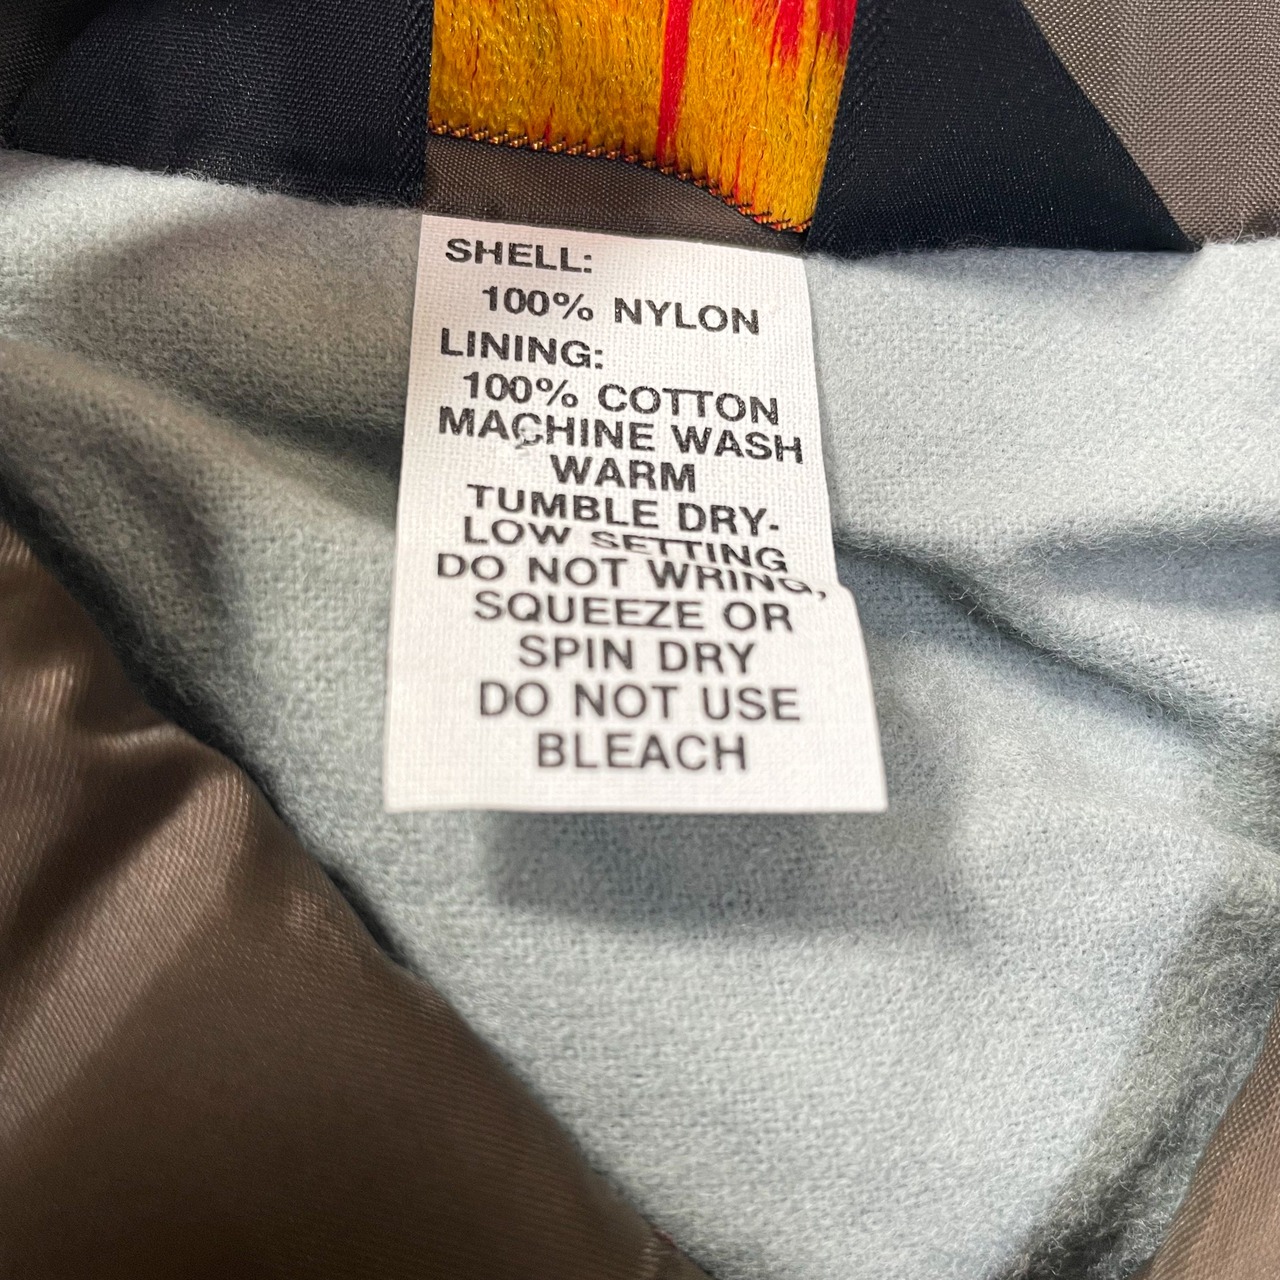 SHELL:
100% NYLON
LINING:
100% COTTON
MACHINE WASH
WARM
TUMBLE DRY-
LOW SETTING
DO NOT WRING,
SQUEEZE OR
SPIN DRY
DO NOT USE
BLEACH